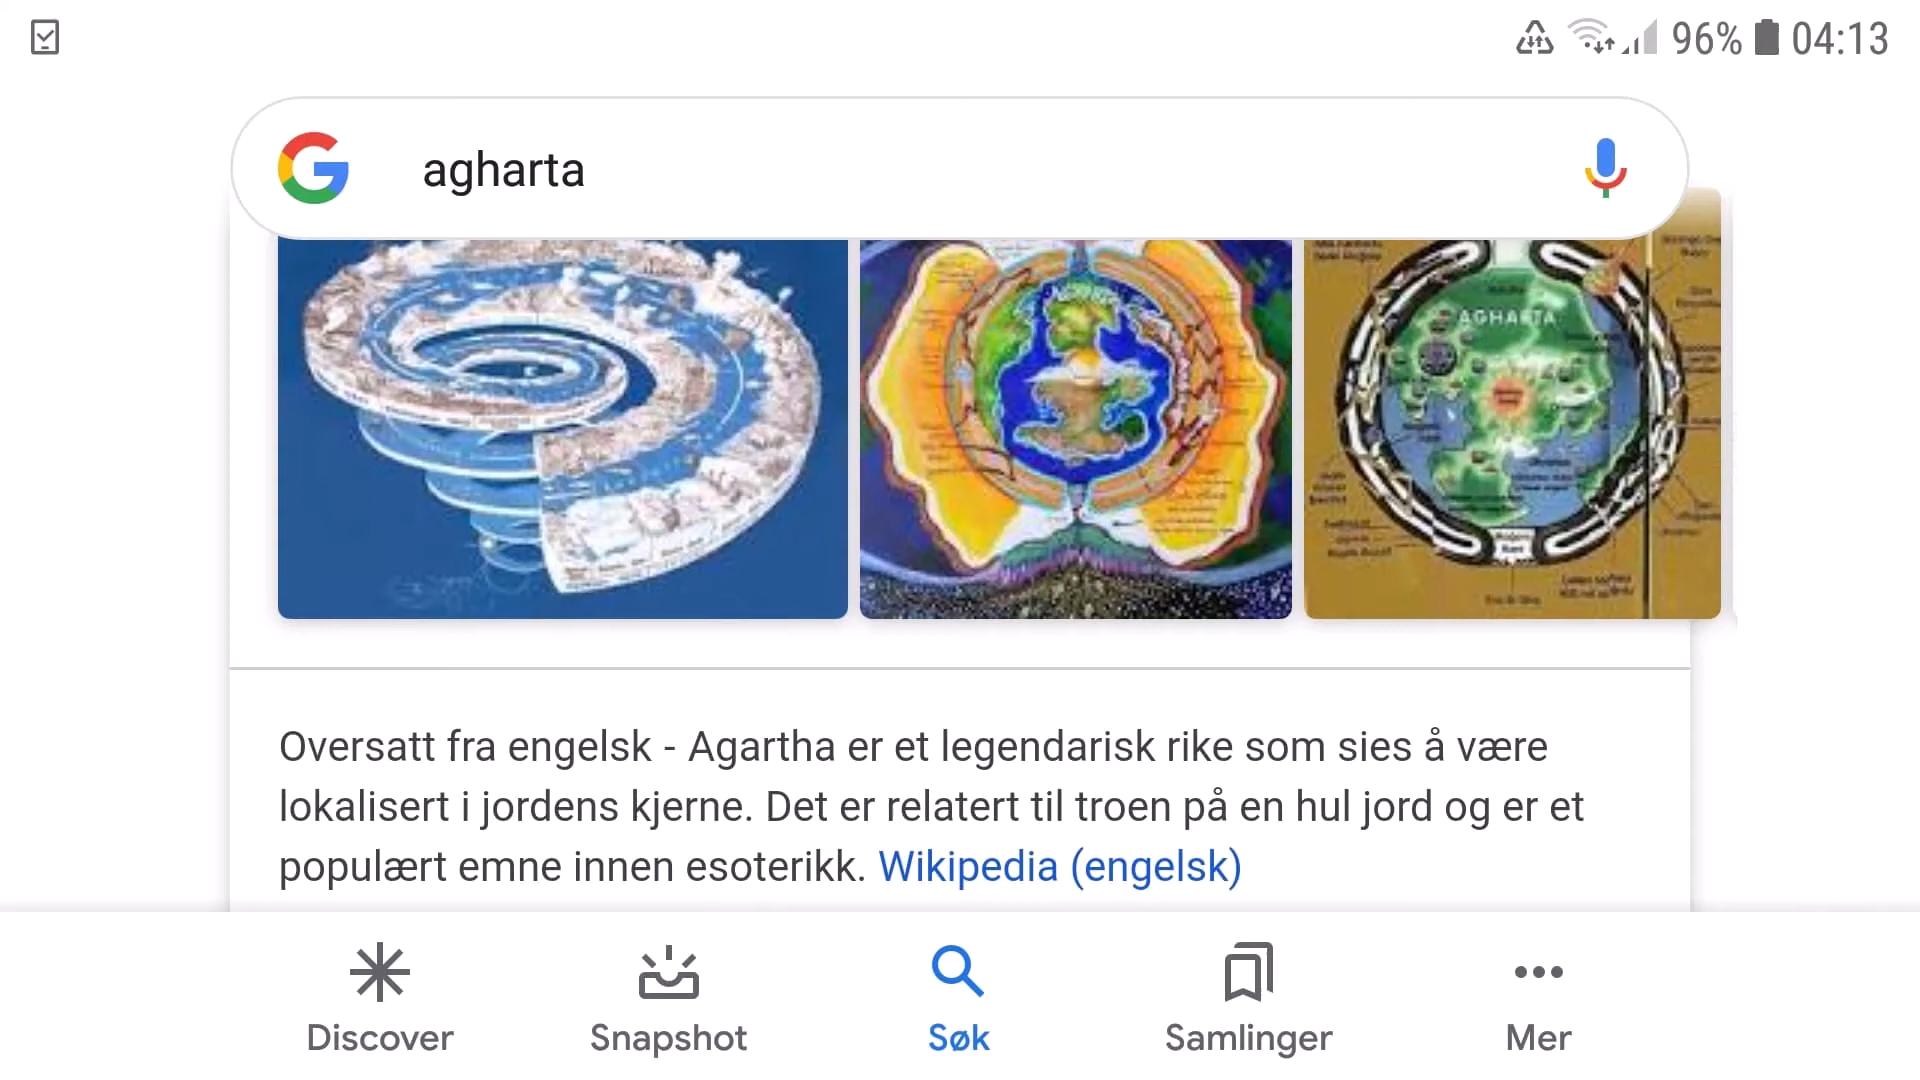 96% 04:13
agharta
AGHARTA
Oversatt fra engelsk - Agartha er et legendarisk rike som sies å være
lokalisert i jordens kjerne. Det er relatert til troen på en hul jord og er et
populært emne innen esoterikk. Wikipedia (engelsk)
Discover
Snapshot
Søk
Samlinger
Mer